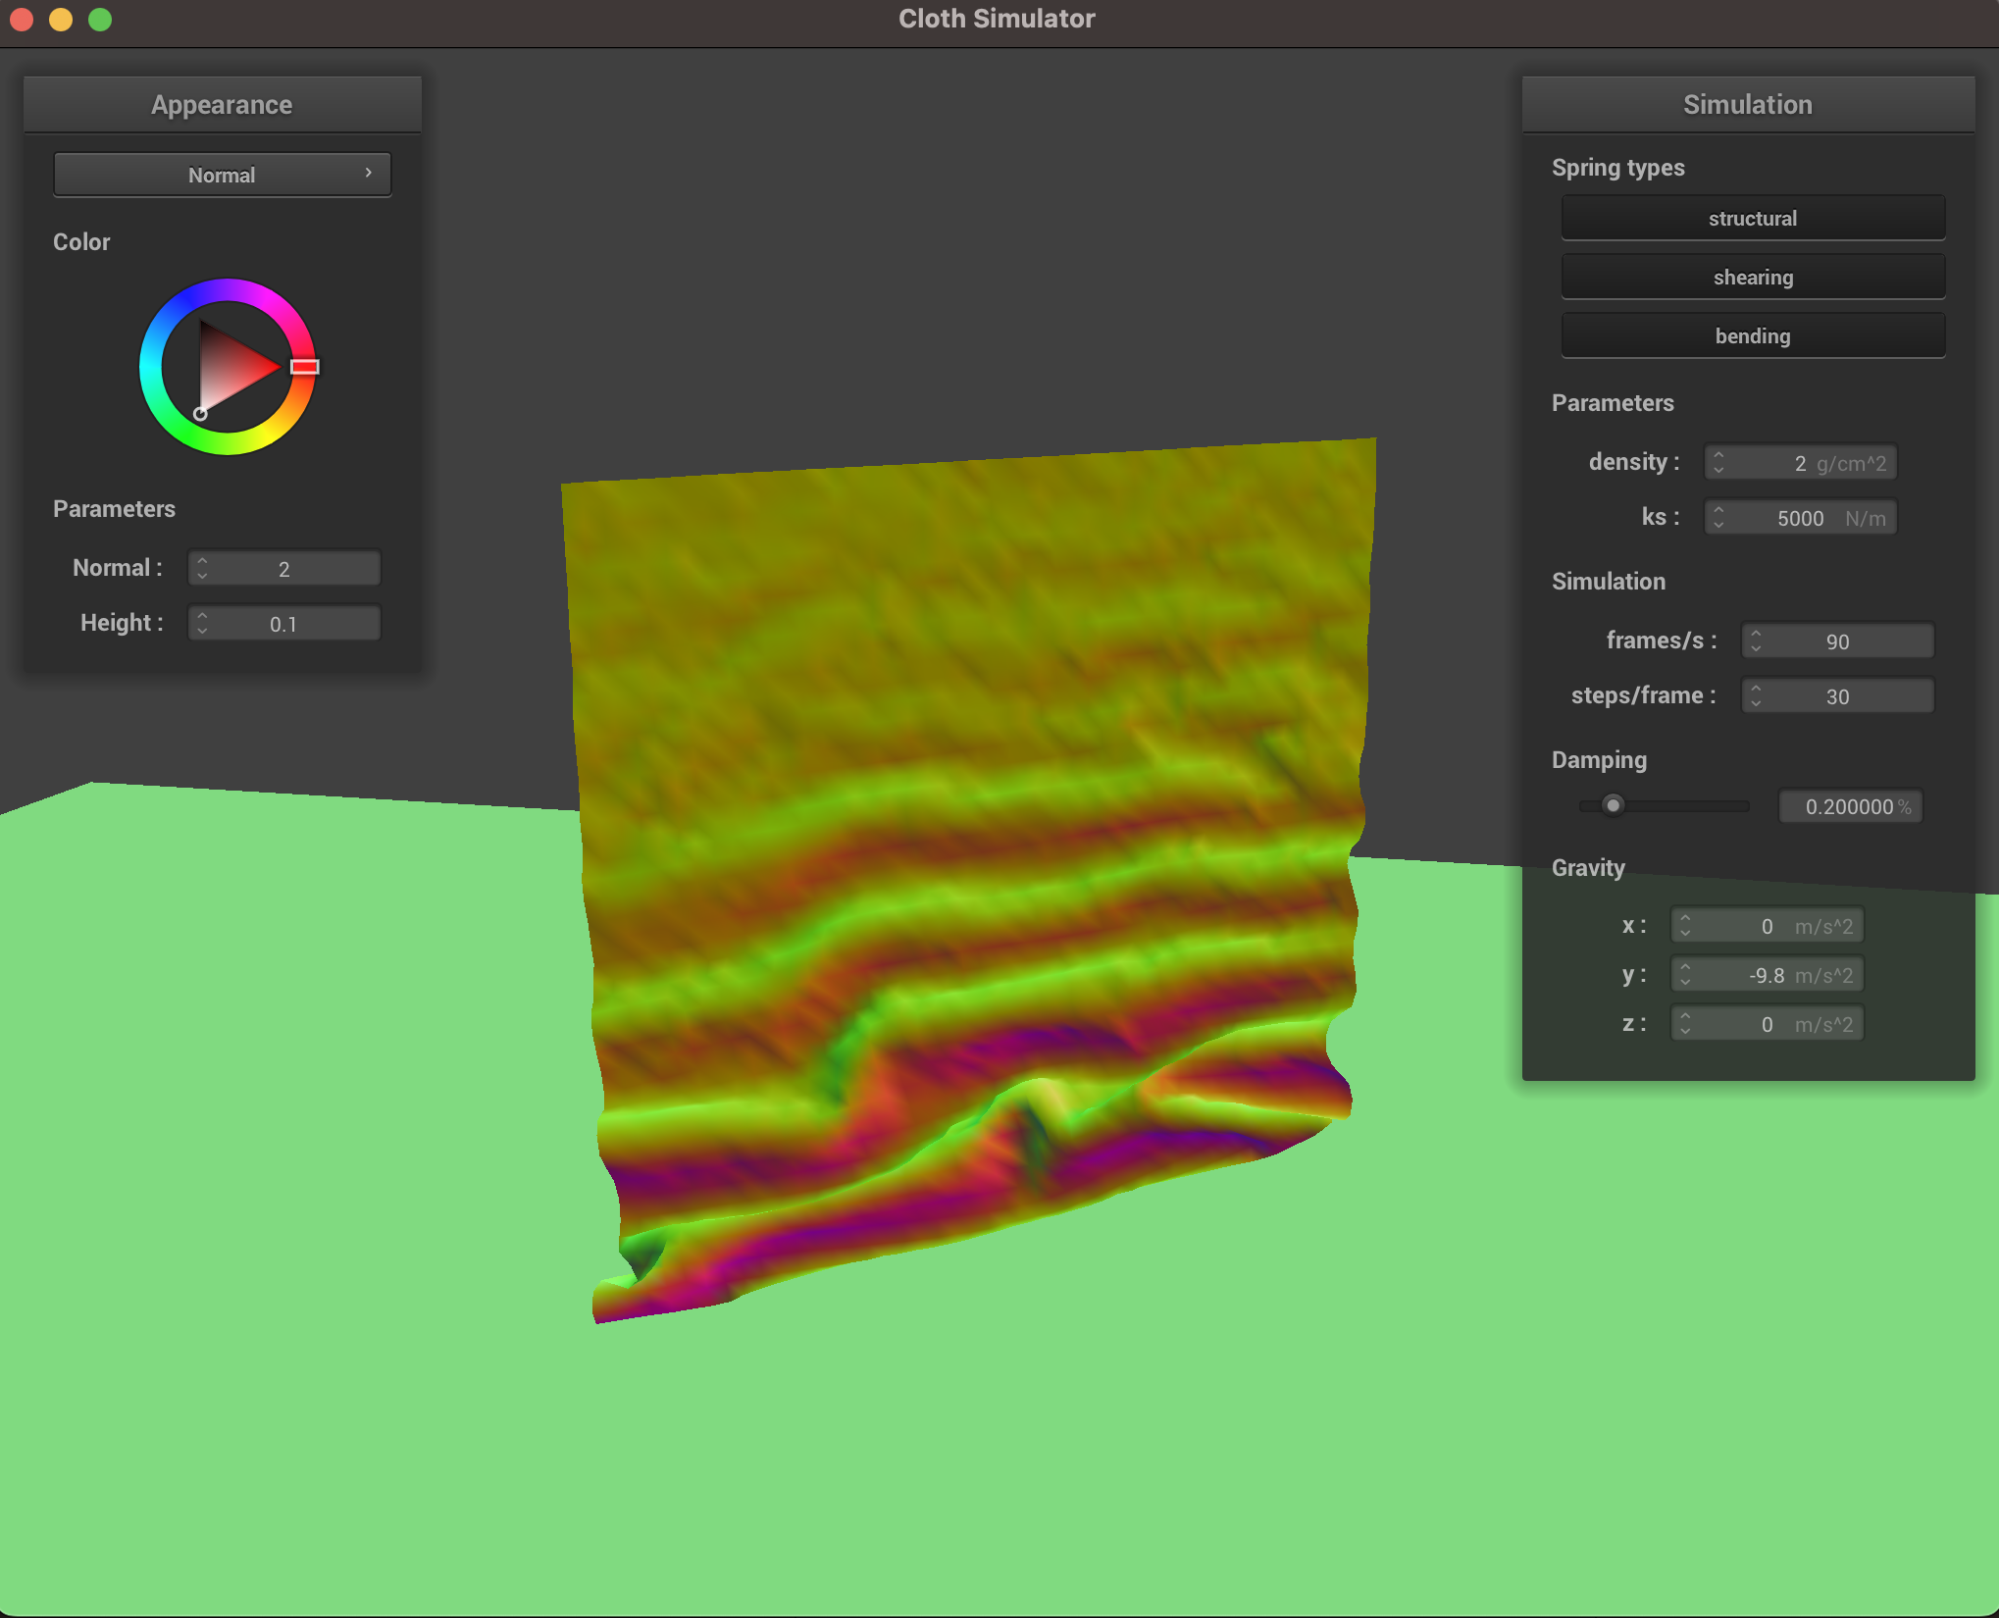 Cloth Simulator
Appearance
Normal
Color
Parameters
Normal : 2
Height : 0.1
Simulation
Spring types
structural
shearing
bending
Parameters
density : 2 g/cm^2
ks : 5000 N/m
Simulation
frames/s : 90
steps/frame : 30
Damping
0.200000 %
Gravity
x : 0 m/s^2
y : -9.8 m/s^2
z : 0 m/s^2